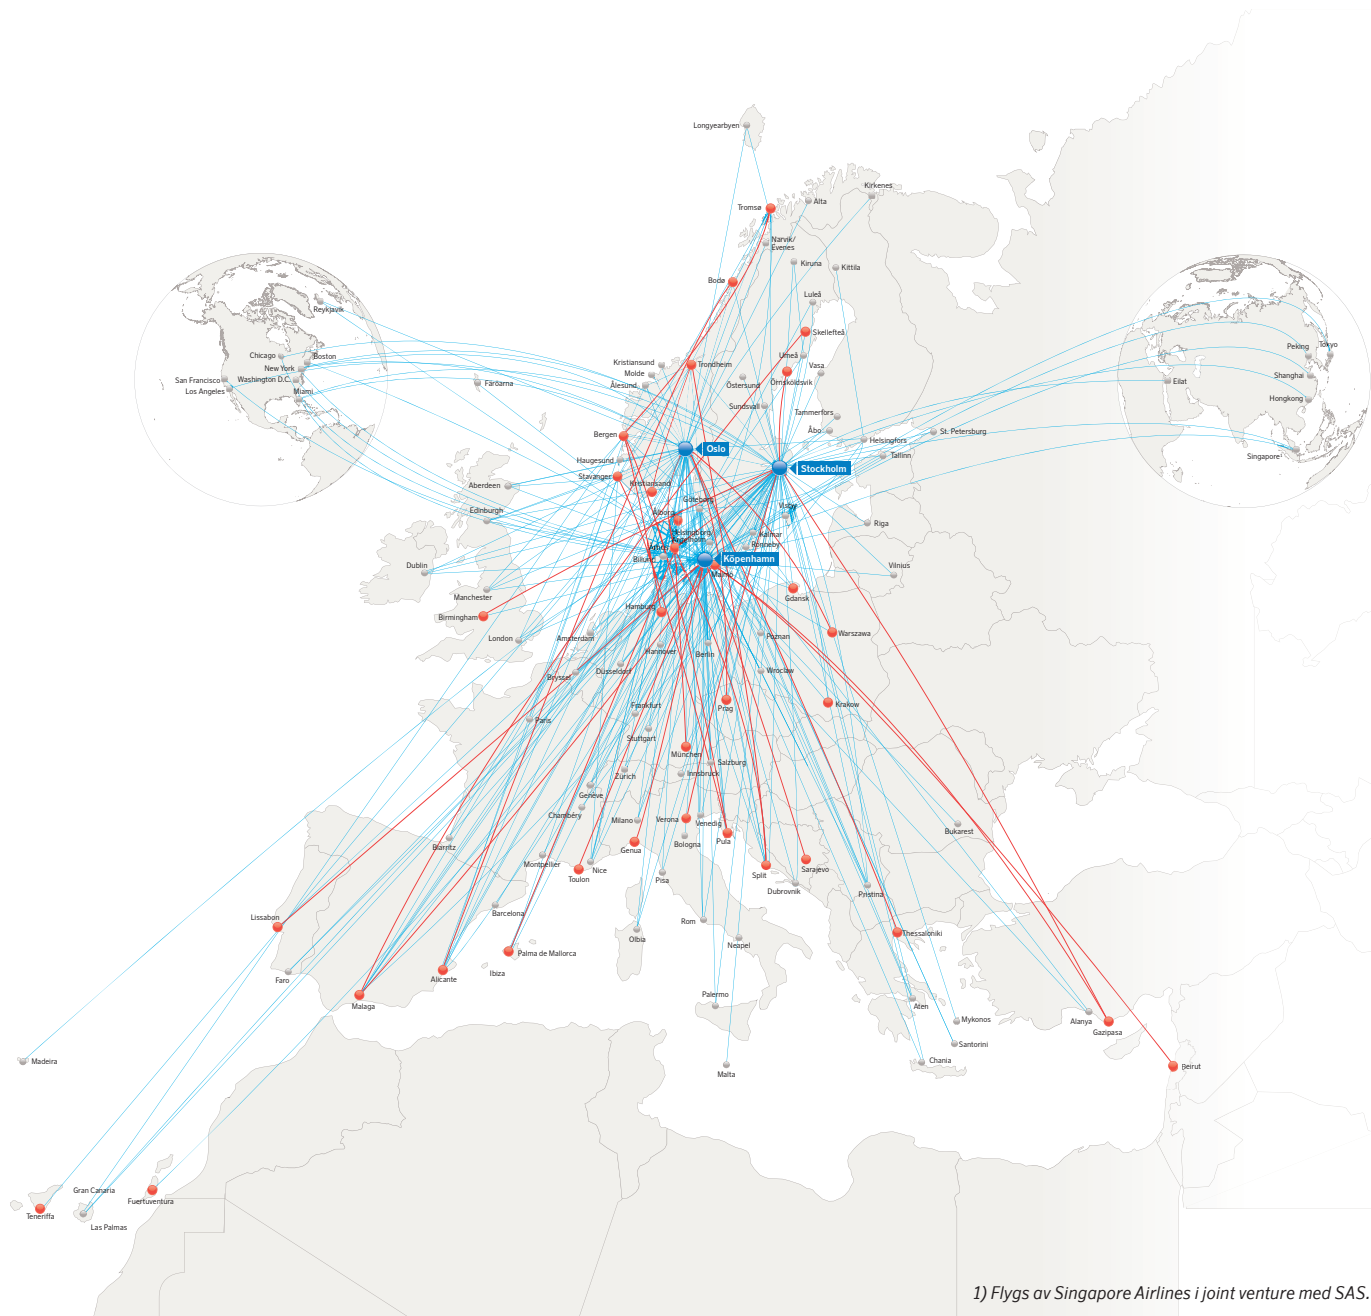 Longyearbyen
Kirkenes
Alta
Tromsø
Narvik/
Evenes
Kiruna
Kittila
Bodø
Luleå
Reykjavik
Skellefteå
Chicago
Boston
New York
San Francisco
Washington D.C.
Los Angeles
Miami
Peking
Tokyo
Shanghai
Eilat
Hongkong
Singapore¹
Umeå
Vasa
Kristiansund
Trondheim
Molde
Ålesund
Östersund
Örnsköldsvik
Färöarna
Sundsvall
Tammerfors
Åbo
Helsingfors
St. Petersburg
Tallinn
Bergen
Oslo
Stockholm
Haugesund
Stavanger
Kristiansand
Aberdeen
Göteborg
Visby
Edinburgh
Ålborg
Riga
Helsingborg/
Ängelholm
Kalmar
Ronneby
Århus
Billund
Köpenhamn
Malmö
Dublin
Vilnius
Manchester
Gdansk
Hamburg
Birmingham
London
Amsterdam
Poznan
Warszawa
Hannover
Berlin
Bryssel
Düsseldorf
Wroclaw
Frankfurt
Prag
Krakow
Paris
Stuttgart
München
Salzburg
Innsbruck
Zürich
Genève
Chambéry
Milano
Verona
Venedig
Bukarest
Biarritz
Genua
Bologna
Pula
Montpellier
Nice
Toulon
Pisa
Split
Sarajevo
Dubrovnik
Pristina
Barcelona
Lissabon
Rom
Olbia
Neapel
Thessaloniki
Palma de Mallorca
Ibiza
Faro
Alicante
Malaga
Palermo
Aten
Mykonos
Alanya
Gazipasa
Santorini
Madeira
Malta
Chania
Beirut
Gran Canaria
Fuertuventura
Teneriffa
Las Palmas
1) Flygs av Singapore Airlines i joint venture med SAS.